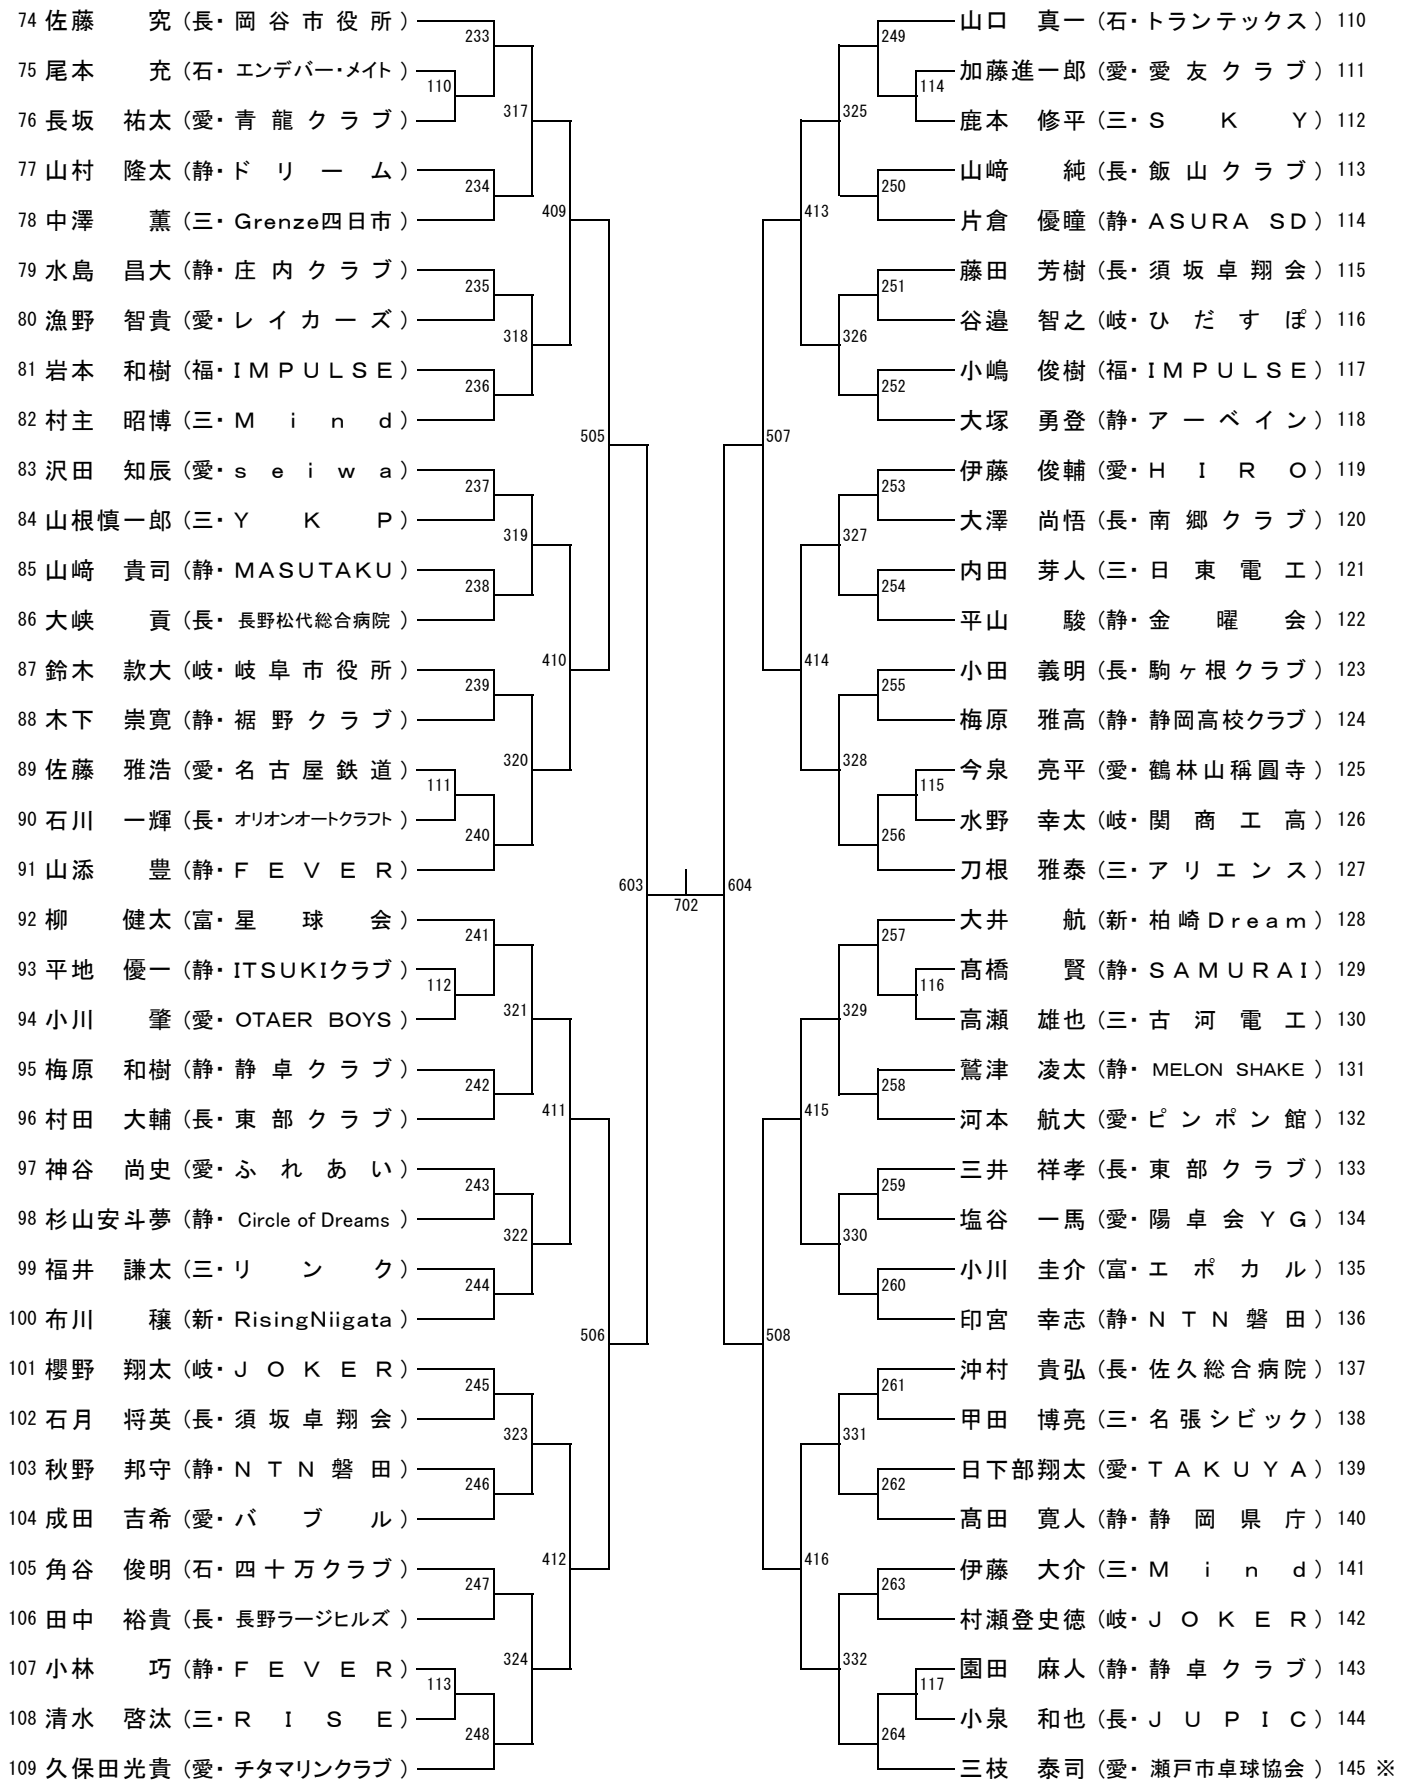 74 佐藤　究 (長・岡谷市役所)
75 尾本　充 (石・エンデバー・メイト)
76 長坂　祐太 (愛・青龍クラブ)
77 山村　隆太 (静・ドリーム)
78 中澤　薫 (三・Grenze四日市)
79 水島　昌大 (静・庄内クラブ)
80 漁野　智貴 (愛・レイカーズ)
81 岩本　和樹 (福・IMPULSE)
82 村主　昭博 (三・Mind)
83 沢田　知辰 (愛・seiwa)
84 山根慎一郎 (三・YKP)
85 山﨑　貴司 (静・MASUTAKU)
86 大峡　貢 (長・長野松代総合病院)
87 鈴木　款大 (岐・岐阜市役所)
88 木下　崇寛 (静・裾野クラブ)
89 佐藤　雅浩 (愛・名古屋鉄道)
90 石川　一輝 (長・オリオンオートクラフト)
91 山添　豊 (静・FEVER)
92 柳　健太 (富・星球会)
93 平地　優一 (静・ITSUKIクラブ)
94 小川　肇 (愛・OTAER BOYS)
95 梅原　和樹 (静・静卓クラブ)
96 村田　大輔 (長・東部クラブ)
97 神谷　尚史 (愛・ふれあい)
98 杉山安斗夢 (静・Circle of Dreams)
99 福井　謙太 (三・リンク)
100 布川　穣 (新・RisingNiigata)
101 櫻野　翔太 (岐・JOKER)
102 石月　将英 (長・須坂卓翔会)
103 秋野　邦守 (静・NTN磐田)
104 成田　吉希 (愛・バブル)
105 角谷　俊明 (石・四十万クラブ)
106 田中　裕貴 (長・長野ラージヒルズ)
107 小林　巧 (静・FEVER)
108 清水　啓汰 (三・RISE)
109 久保田光貴 (愛・チタマリンクラブ)
110
111
112
113
233
234
235
236
237
238
239
240
241
242
243
244
245
246
247
248
317
318
319
320
321
322
323
324
409
410
411
412
505
506
603
702
604
507
508
413
414
415
416
325
326
327
328
329
330
331
332
249
250
251
252
253
254
255
256
257
258
259
260
261
262
263
264
114
115
116
117
山口　真一 (石・トランテックス) 110
加藤進一郎 (愛・愛友クラブ) 111
鹿本　修平 (三・SKY) 112
山﨑　純 (長・飯山クラブ) 113
片倉　優瞳 (静・ASURA SD) 114
藤田　芳樹 (長・須坂卓翔会) 115
谷邉　智之 (岐・ひだすぽ) 116
小嶋　俊樹 (福・IMPULSE) 117
大塚　勇登 (静・アーベイン) 118
伊藤　俊輔 (愛・HIRO) 119
大澤　尚悟 (長・南郷クラブ) 120
内田　芽人 (三・日東電工) 121
平山　駿 (静・金曜会) 122
小田　義明 (長・駒ヶ根クラブ) 123
梅原　雅高 (静・静岡高校クラブ) 124
今泉　亮平 (愛・鶴林山稱圓寺) 125
水野　幸太 (岐・関商工高) 126
刀根　雅泰 (三・アリエンス) 127
大井　航 (新・柏崎Dream) 128
髙橋　賢 (静・SAMURAI) 129
高瀬　雄也 (三・古河電工) 130
鷲津　凌太 (静・MELON SHAKE) 131
河本　航大 (愛・ピンポン館) 132
三井　祥孝 (長・東部クラブ) 133
塩谷　一馬 (愛・陽卓会YG) 134
小川　圭介 (富・エポカル) 135
印宮　幸志 (静・NTN磐田) 136
沖村　貴弘 (長・佐久総合病院) 137
甲田　博亮 (三・名張シビック) 138
日下部翔太 (愛・TAKUYA) 139
髙田　寛人 (静・静岡県庁) 140
伊藤　大介 (三・Mind) 141
村瀬登史徳 (岐・JOKER) 142
園田　麻人 (静・静卓クラブ) 143
小泉　和也 (長・JUPIC) 144
三枝　泰司 (愛・瀬戸市卓球協会) 145 ※